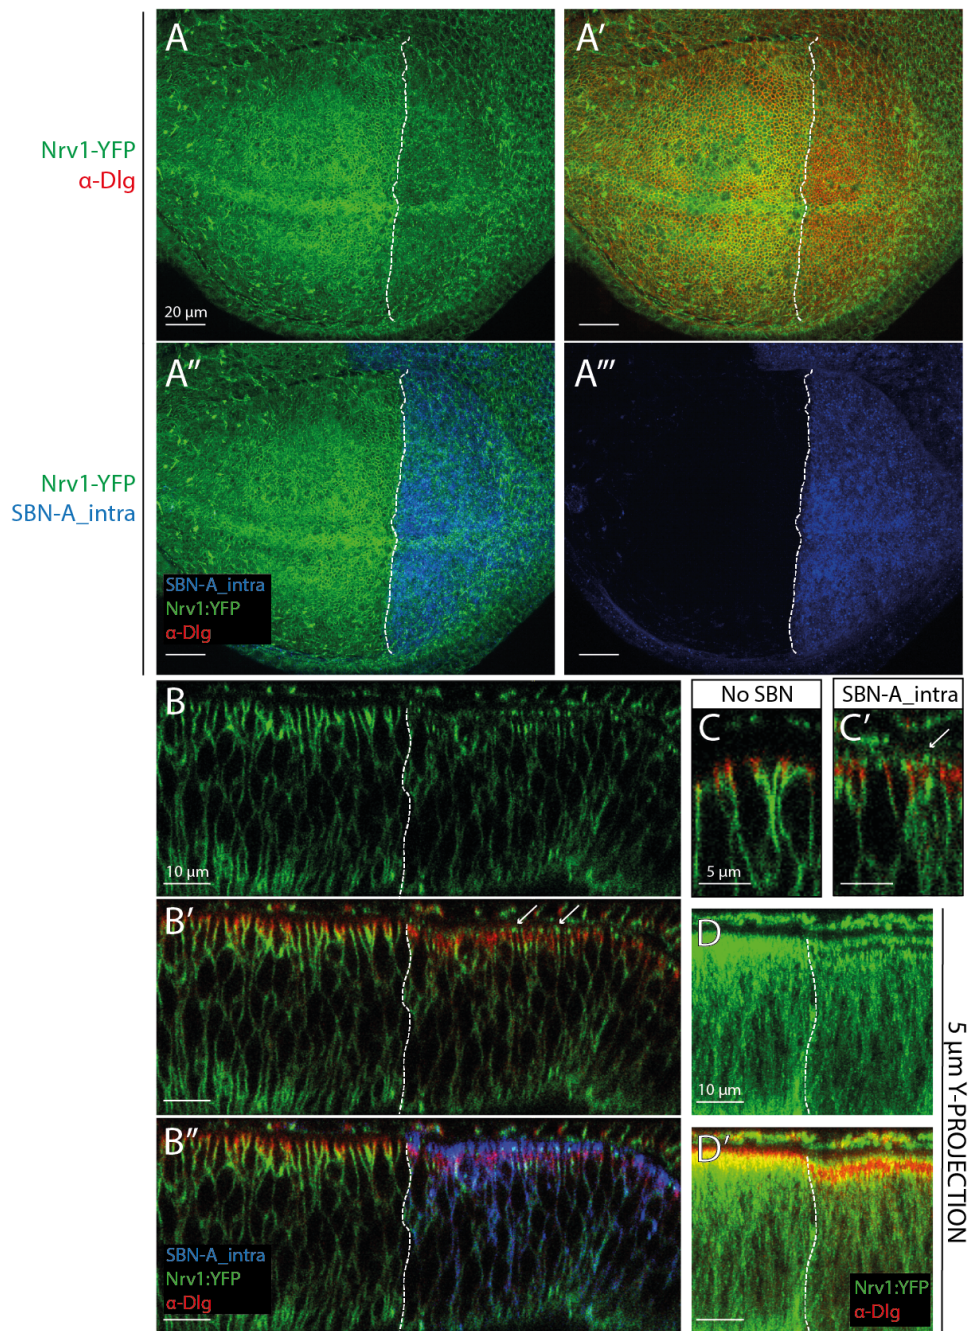 A
A′
Nrv1-YFP
α-Dlg
20 μm
A″
A‴
Nrv1-YFP
SBN-A_intra
SBN-A_intra
Nrv1:YFP
α-Dlg
B
10 μm
No SBN
SBN-A_intra
C
C′
5 μm
B′
D
10 μm
B″
SBN-A_intra
Nrv1:YFP
α-Dlg
D′
Nrv1:YFP
α-Dlg
5 μm Y-PROJECTION